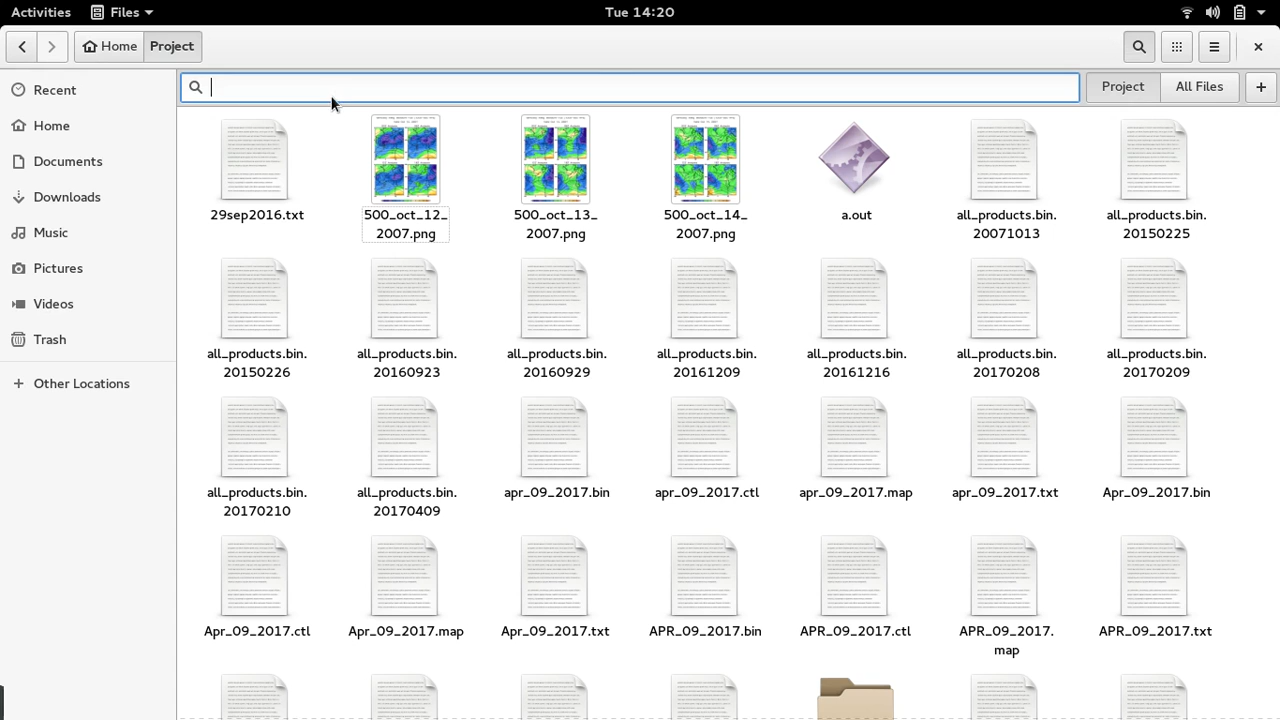 Activities Files Tue 14:20
Home Project
Project All Files
Recent
Home
Documents
Downloads
Music
Pictures
Videos
Trash
Other Locations
29sep2016.txt 500_oct_12_ 500_oct_13_ 500_oct_14_ a.out all_products.bin. all_products.bin.
2007.png 2007.png 2007.png 20071013 20150225
all_products.bin. all_products.bin. all_products.bin. all_products.bin. all_products.bin. all_products.bin. all_products.bin.
20150226 20160923 20160929 20161209 20161216 20170208 20170209
all_products.bin. all_products.bin. apr_09_2017.bin apr_09_2017.ctl apr_09_2017.map apr_09_2017.txt Apr_09_2017.bin
20170210 20170409
Apr_09_2017.ctl Apr_09_2017.map Apr_09_2017.txt APR_09_2017.bin APR_09_2017.ctl APR_09_2017. APR_09_2017.txt
map